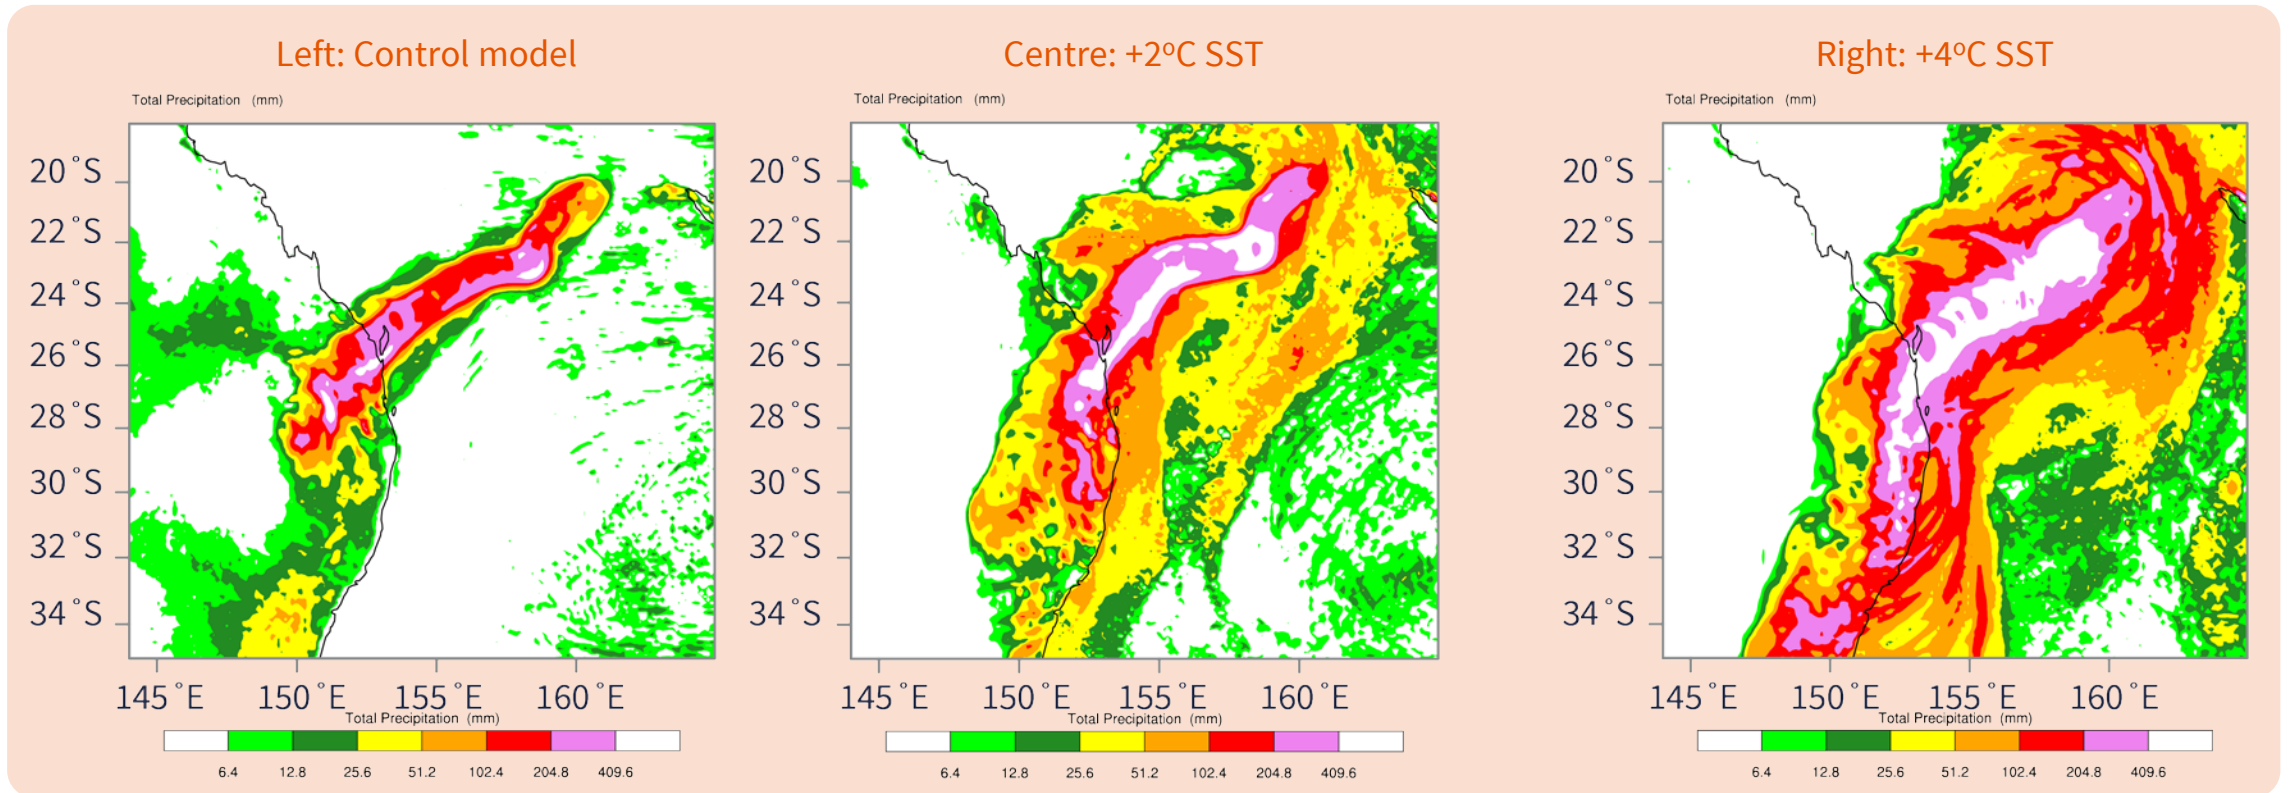 Left: Control model
Centre: +2ºC SST
Right: +4ºC SST
Total Precipitation (mm)
Total Precipitation (mm)
Total Precipitation (mm)
20°S
22°S
24°S
26°S
28°S
30°S
32°S
34°S
145°E 150°E 155°E 160°E
Total Precipitation (mm)
6.4 12.8 25.6 51.2 102.4 204.8 409.6
20°S
22°S
24°S
26°S
28°S
30°S
32°S
34°S
145°E 150°E 155°E 160°E
Total Precipitation (mm)
6.4 12.8 25.6 51.2 102.4 204.8 409.6
20°S
22°S
24°S
26°S
28°S
30°S
32°S
34°S
145°E 150°E 155°E 160°E
Total Precipitation (mm)
6.4 12.8 25.6 51.2 102.4 204.8 409.6